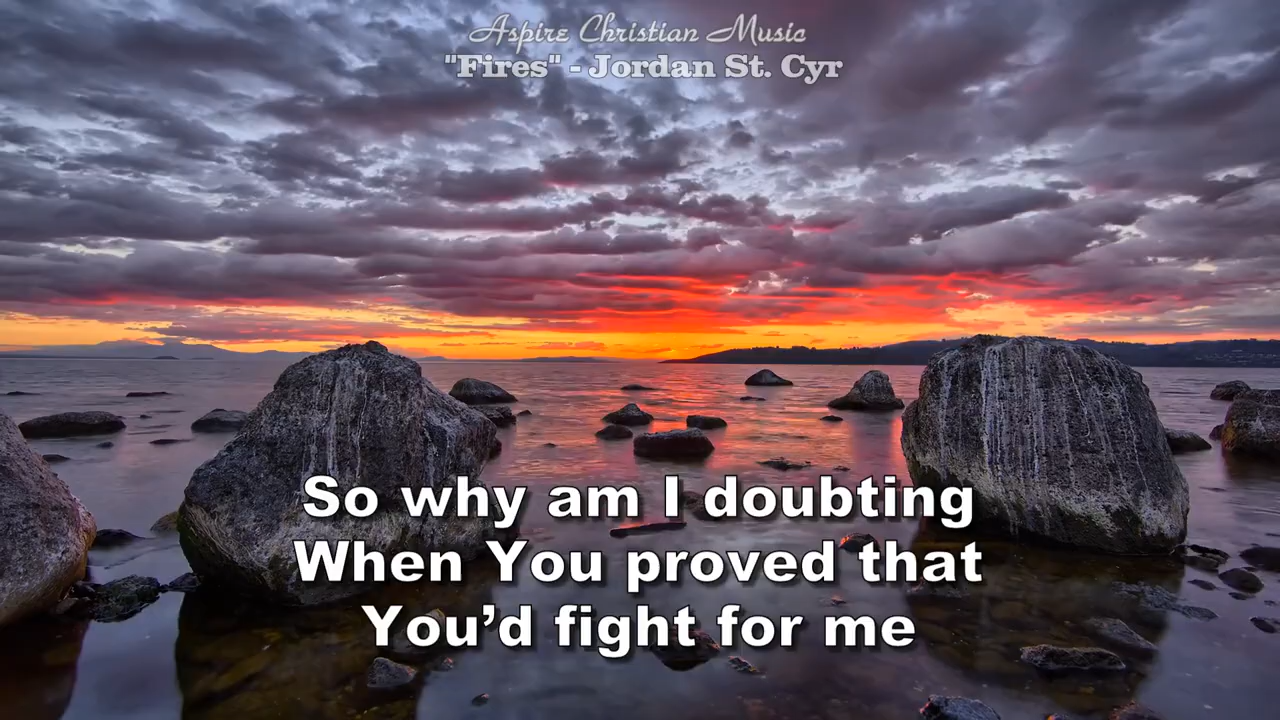 Aspire Christian Music
"Fires" - Jordan St. Cyr
So why am I doubting
When You proved that
You’d fight for me